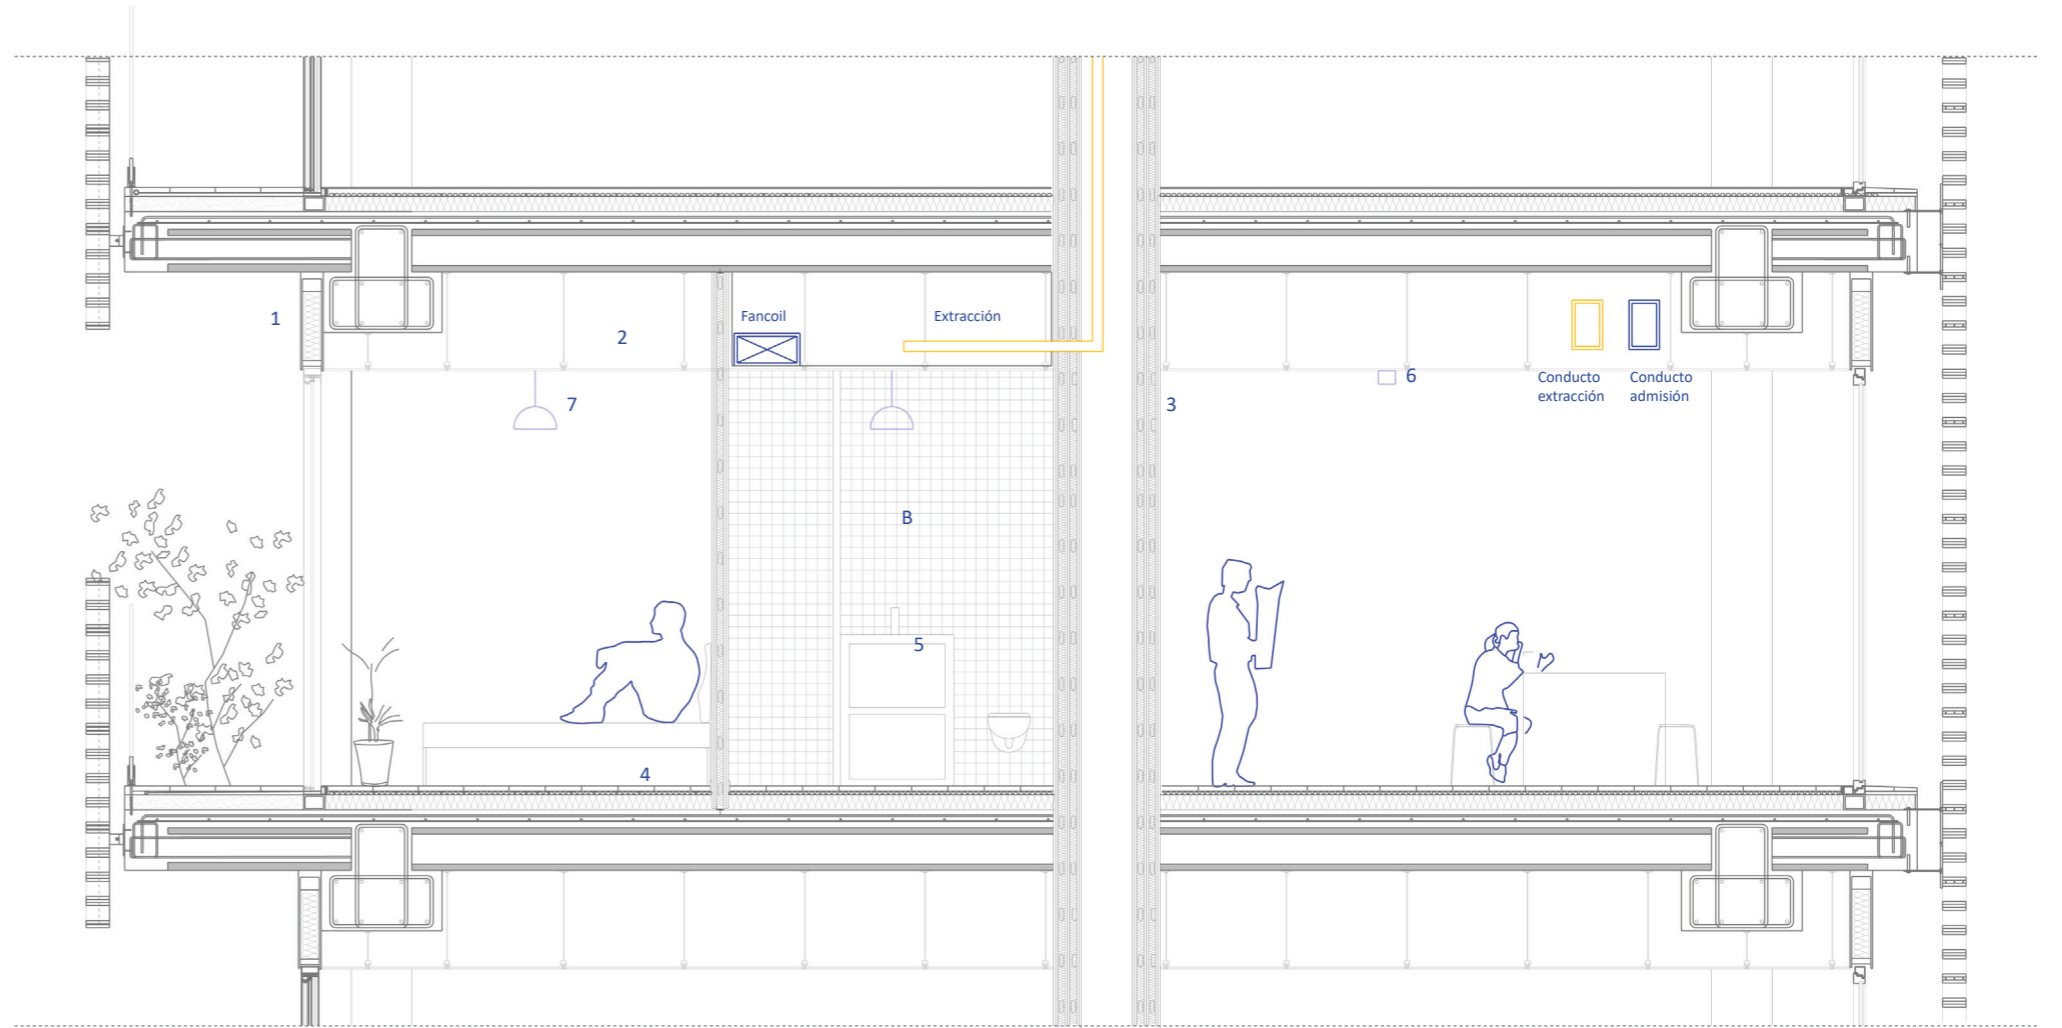 1
2
Fancoil
Extracción
7
3
6
Conducto
extracción
Conducto
admisión
B
5
4